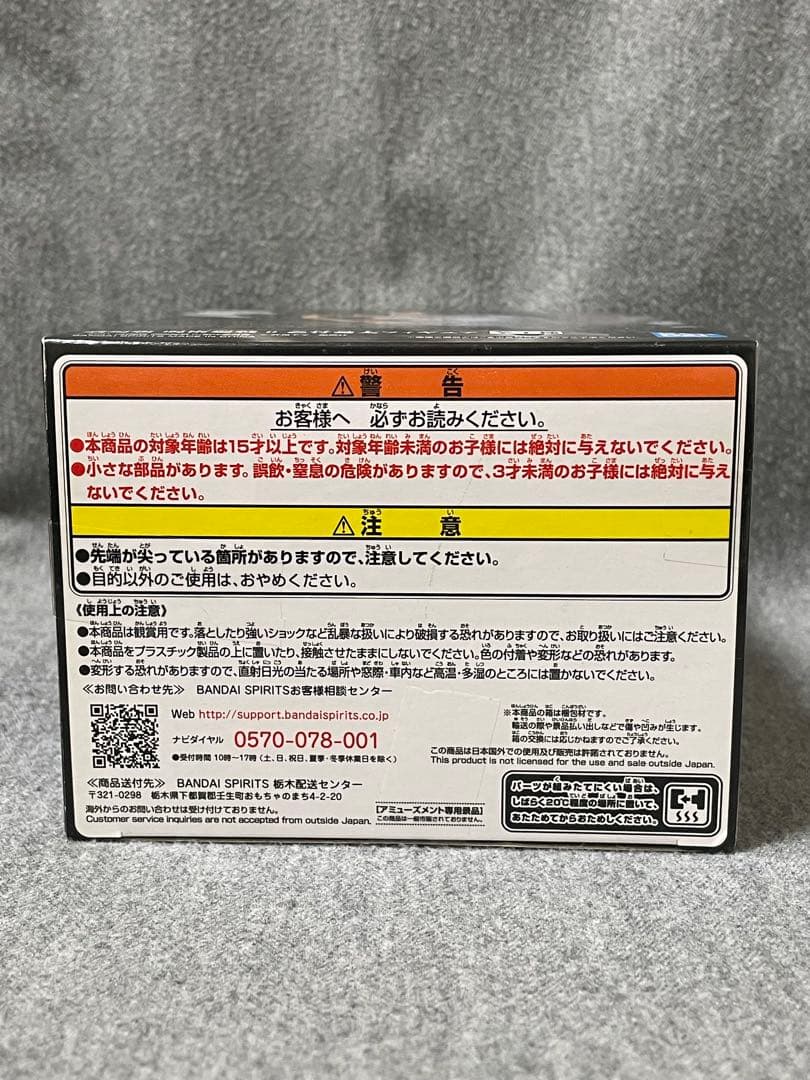 ⚠警告
お客様へ 必ずお読みください。
●本商品の対象年齢は15才以上です。対象年齢未満のお子様には絶対に与えないでください。
●小さな部品があります。誤飲・窒息の危険がありますので、3才未満のお子様には絶対に与え
ないでください。
⚠注意
●先端が尖っている箇所がありますので、注意してください。
●目的以外のご使用は、おやめください。
《使用上の注意》
●本商品は観賞用です。落としたり強いショックなど乱暴な扱いにより破損する恐れがありますので、お取り扱いにはご注意ください。
●本商品をプラスチック製品の上に置いたり、接触させたままにしないでください。色の付着や変形などの恐れがあります。
●変形する恐れがありますので、直射日光の当たる場所や窓際・車内など高温・多湿のところには置かないでください。
≪お問い合わせ先≫ BANDAI SPIRITSお客様相談センター
Web http://support.bandaispirits.co.jp
ナビダイヤル 0570-078-001
●受付時間 10時～17時(土、日、祝日、夏季・冬季休業日を除く)
※本商品の箱は梱包材です。
輸送の際や景品払い出しなどで傷や凹みが生じます。
箱の交換には応じかねますのでご了承ください。
この商品は日本国外での使用及び販売は許諾されておりません。
This product is not licensed for the use and sale outside Japan.
≪商品送付先≫ BANDAI SPIRITS 栃木配送センター
〒321-0298 栃木県下都賀郡壬生町おもちゃのまち4-2-20
海外からのお問い合わせは受け付けておりません。
Customer service inquiries are not accepted from outside Japan.
[アミューズメント専用景品]
この商品は一般市販されておりません。
パーツが組みたてにくい場合は、
しばらく20℃程度の場所に置いて、
あたためてからおためしください。